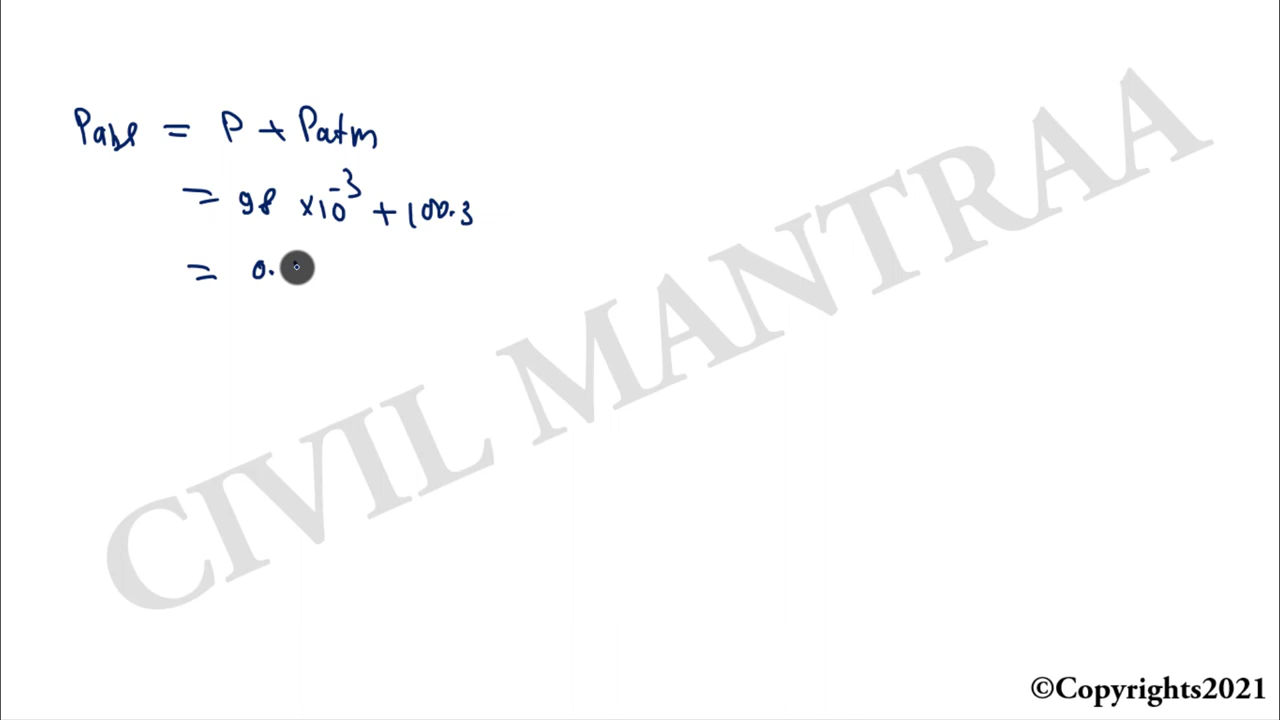 Pabs = P + Patm
= 98 × 10⁻³ + 100.3
= 0.
CIVIL MANTRAA
©Copyrights2021